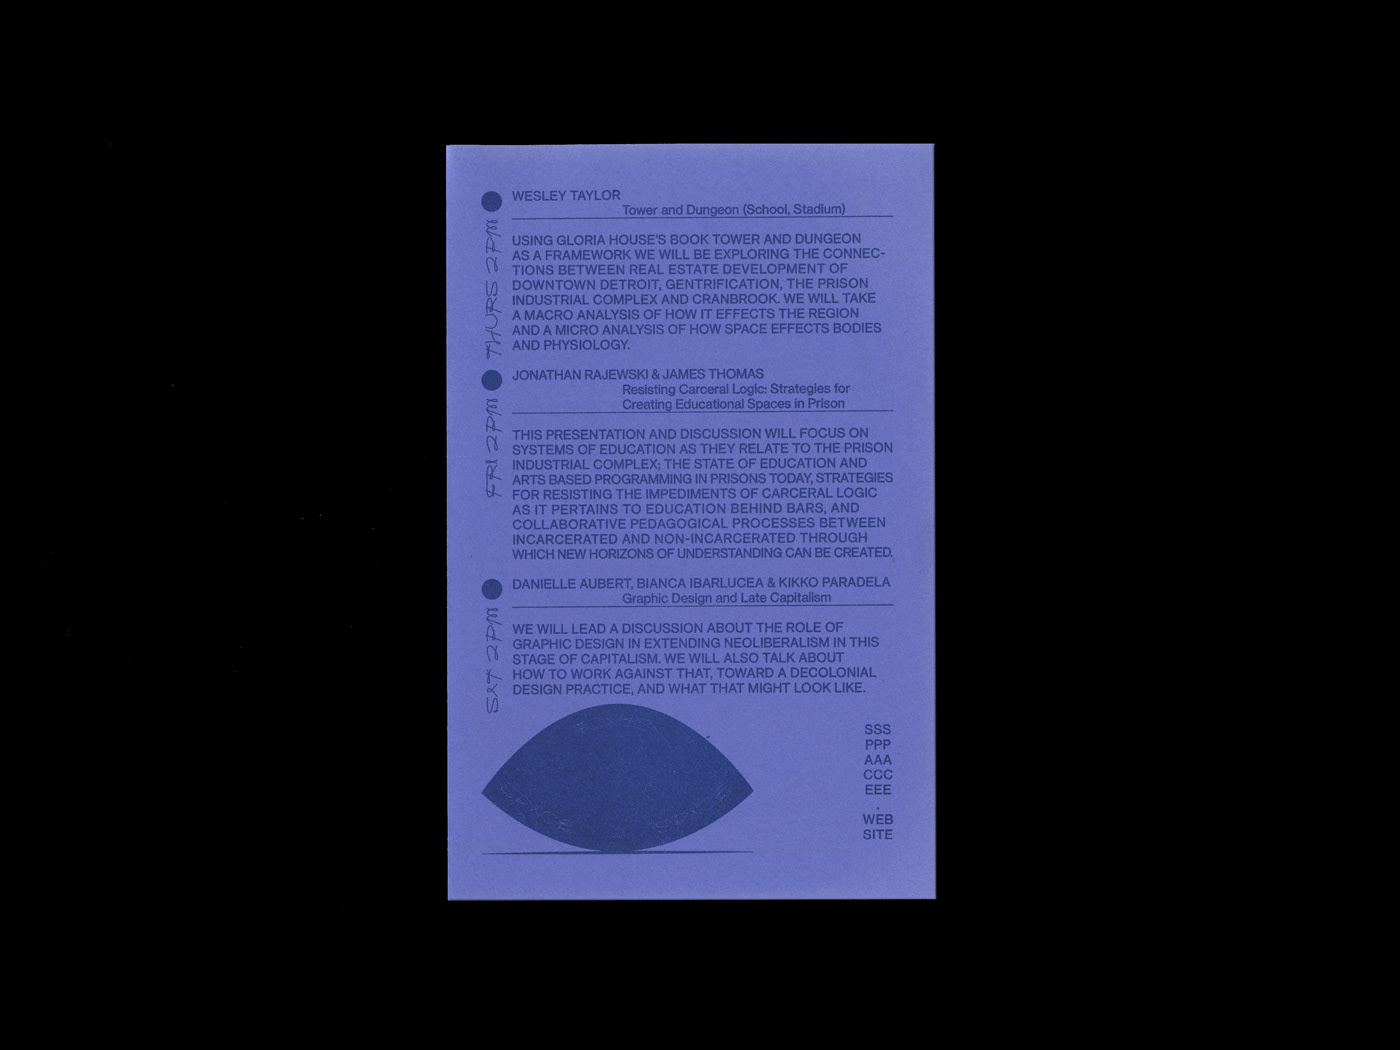 WESLEY TAYLOR
Tower and Dungeon (School, Stadium)
THURS 2PM
USING GLORIA HOUSE'S BOOK TOWER AND DUNGEON
AS A FRAMEWORK WE WILL BE EXPLORING THE CONNEC-
TIONS BETWEEN REAL ESTATE DEVELOPMENT OF
DOWNTOWN DETROIT, GENTRIFICATION, THE PRISON
INDUSTRIAL COMPLEX AND CRANBROOK. WE WILL TAKE
A MACRO ANALYSIS OF HOW IT EFFECTS THE REGION
AND A MICRO ANALYSIS OF HOW SPACE EFFECTS BODIES
AND PHYSIOLOGY.
JONATHAN RAJEWSKI & JAMES THOMAS
Resisting Carceral Logic: Strategies for
Creating Educational Spaces in Prison
FRI 2PM
THIS PRESENTATION AND DISCUSSION WILL FOCUS ON
SYSTEMS OF EDUCATION AS THEY RELATE TO THE PRISON
INDUSTRIAL COMPLEX; THE STATE OF EDUCATION AND
ARTS BASED PROGRAMMING IN PRISONS TODAY, STRATEGIES
FOR RESISTING THE IMPEDIMENTS OF CARCERAL LOGIC
AS IT PERTAINS TO EDUCATION BEHIND BARS, AND
COLLABORATIVE PEDAGOGICAL PROCESSES BETWEEN
INCARCERATED AND NON-INCARCERATED THROUGH
WHICH NEW HORIZONS OF UNDERSTANDING CAN BE CREATED.
DANIELLE AUBERT, BIANCA IBARLUCEA & KIKKO PARADELA
Graphic Design and Late Capitalism
SAT 2PM
WE WILL LEAD A DISCUSSION ABOUT THE ROLE OF
GRAPHIC DESIGN IN EXTENDING NEOLIBERALISM IN THIS
STAGE OF CAPITALISM. WE WILL ALSO TALK ABOUT
HOW TO WORK AGAINST THAT, TOWARD A DECOLONIAL
DESIGN PRACTICE, AND WHAT THAT MIGHT LOOK LIKE.
SSS
PPP
AAA
CCC
EEE
.
WEB
SITE